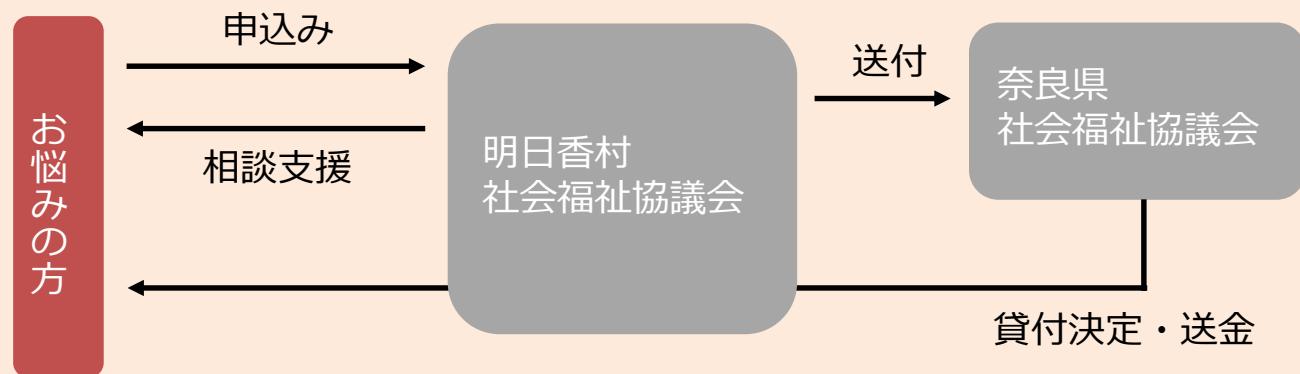 お悩みの方
申込み
相談支援
明日香村
社会福祉協議会
送付
奈良県
社会福祉協議会
貸付決定・送金